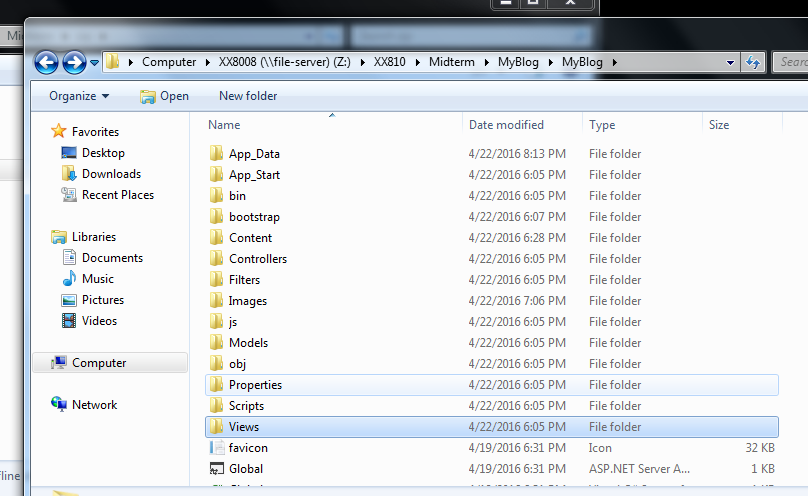 Computer XX8008 (\\file-server) (Z:) XX810 Midterm MyBlog MyBlog
Organize Open New folder
Name Date modified Type Size
Favorites
Desktop
Downloads
Recent Places
Libraries
Documents
Music
Pictures
Videos
Computer
Network
App_Data 4/22/2016 8:13 PM File folder
App_Start 4/22/2016 6:05 PM File folder
bin 4/22/2016 6:05 PM File folder
bootstrap 4/22/2016 6:07 PM File folder
Content 4/22/2016 6:28 PM File folder
Controllers 4/22/2016 6:05 PM File folder
Filters 4/22/2016 6:05 PM File folder
Images 4/22/2016 7:06 PM File folder
js 4/22/2016 6:05 PM File folder
Models 4/22/2016 6:05 PM File folder
obj 4/22/2016 6:05 PM File folder
Properties 4/22/2016 6:05 PM File folder
Scripts 4/22/2016 6:05 PM File folder
Views 4/22/2016 6:05 PM File folder
favicon 4/19/2016 6:31 PM Icon 32 KB
Global 4/19/2016 6:31 PM ASP.NET Server A... 1 KB